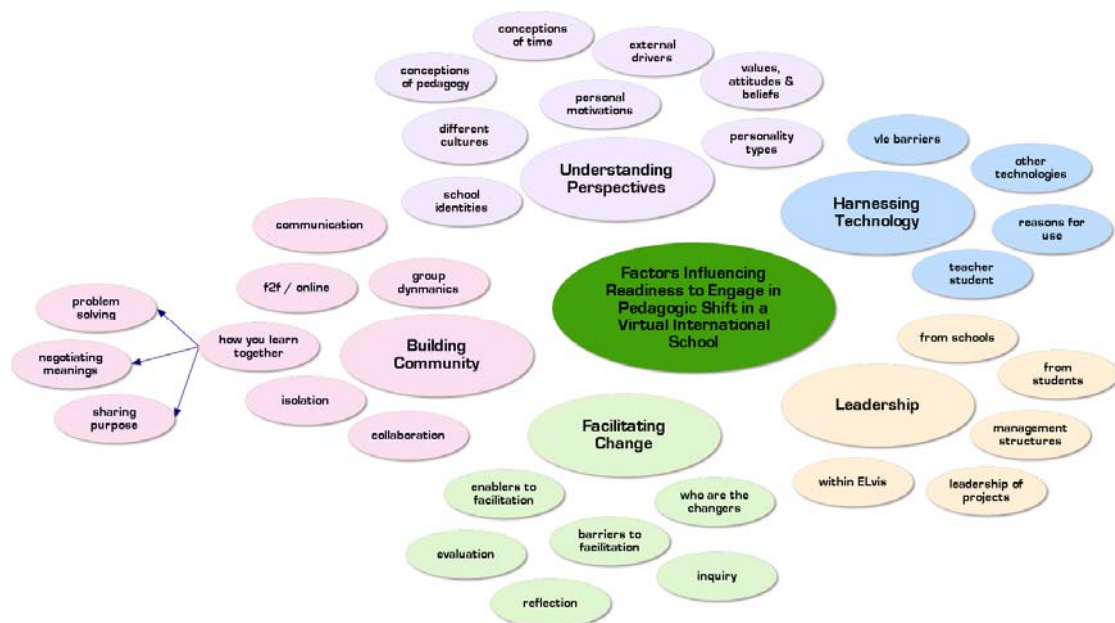 conceptions
of time
external
drivers
conceptions
of pedagogy
values,
attitudes &
beliefs
personal
motivations
different
cultures
personality
types
Understanding
Perspectives
school
identities
vle barriers
other
technologies
Harnessing
Technology
reasons for
use
teacher
student
communication
f2f / online
group
dynmanics
problem
solving
how you learn
together
negotiating
meanings
sharing
purpose
Building
Community
isolation
collaboration
Factors Influencing
Readiness to Engage in
Pedagogic Shift in a
Virtual International
School
from schools
from
students
Leadership
management
structures
within ELvis
leadership of
projects
Facilitating
Change
enablers to
facilitation
who are the
changers
barriers to
facilitation
evaluation
inquiry
reflection